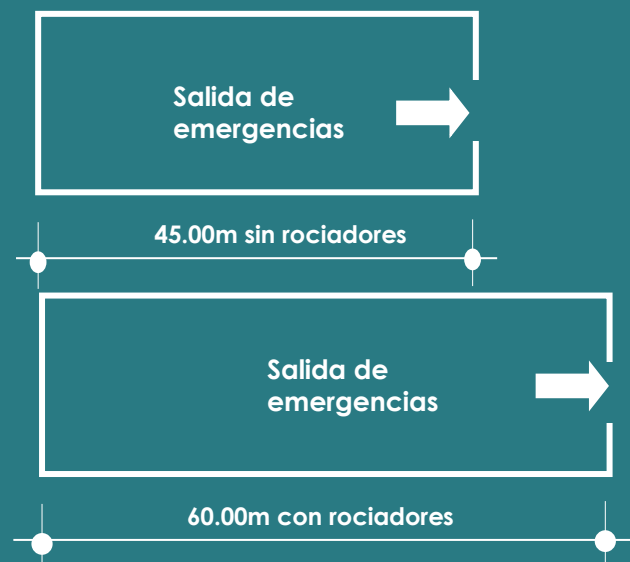 Salida de
emergencias
45.00m sin rociadores
Salida de
emergencias
60.00m con rociadores